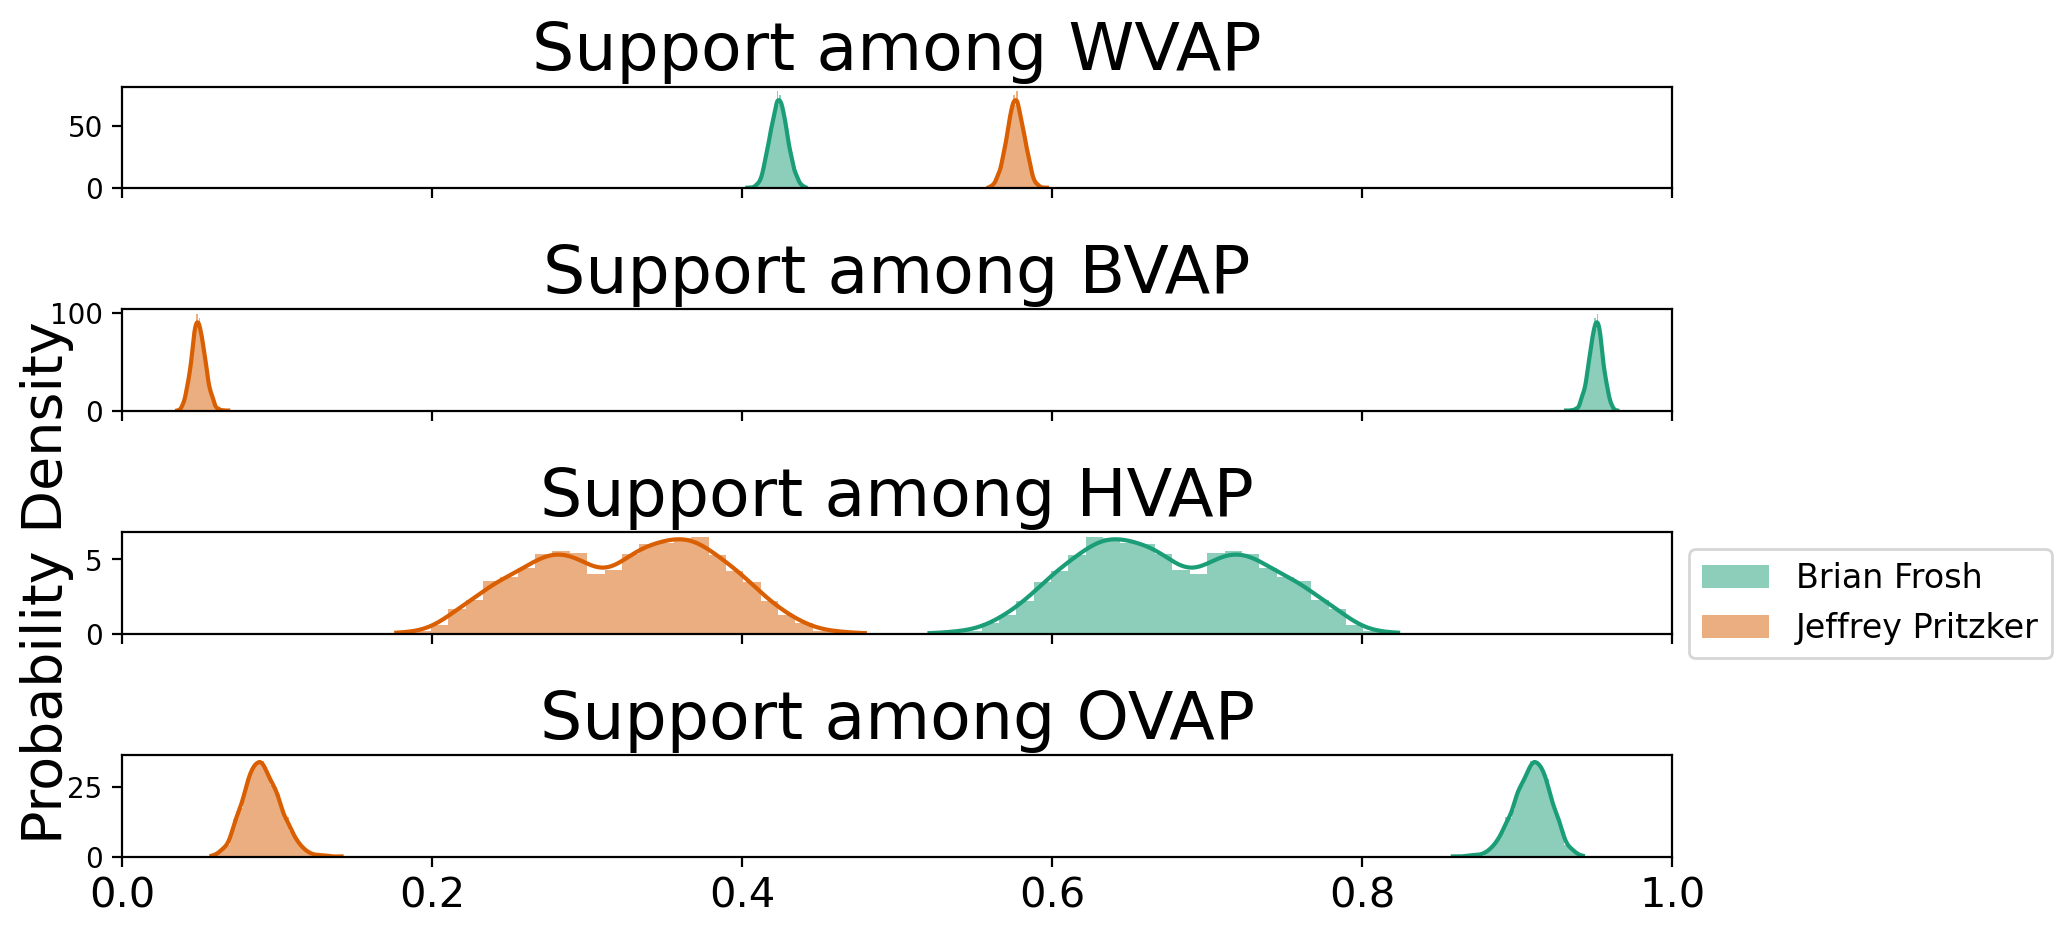 Support among WVAP
50
0
Support among BVAP
100
0
Support among HVAP
5
0
Support among OVAP
25
0
0.0 0.2 0.4 0.6 0.8 1.0
Probability Density
Brian Frosh
Jeffrey Pritzker